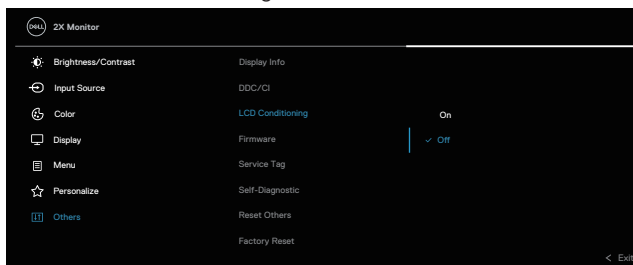 DELL 2X Monitor
Brightness/Contrast Display Info
Input Source DDC/CI
Color LCD Conditioning On
Display Firmware ✓ Off
Menu Service Tag
Personalize Self-Diagnostic
Others Reset Others
Factory Reset
< Exit